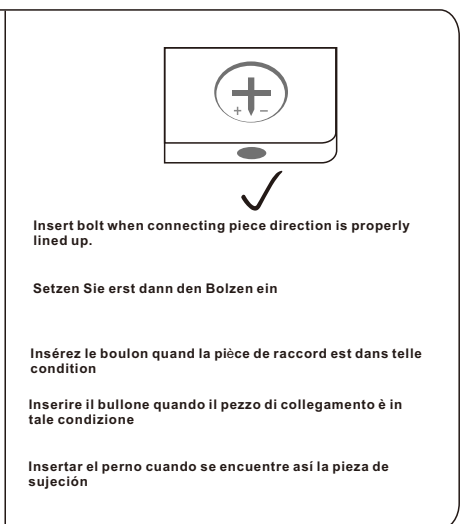 + −
Insert bolt when connecting piece direction is properly
lined up.
Setzen Sie erst dann den Bolzen ein
Insérez le boulon quand la pièce de raccord est dans telle
condition
Inserire il bullone quando il pezzo di collegamento è in
tale condizione
Insertar el perno cuando se encuentre así la pieza de
sujeción